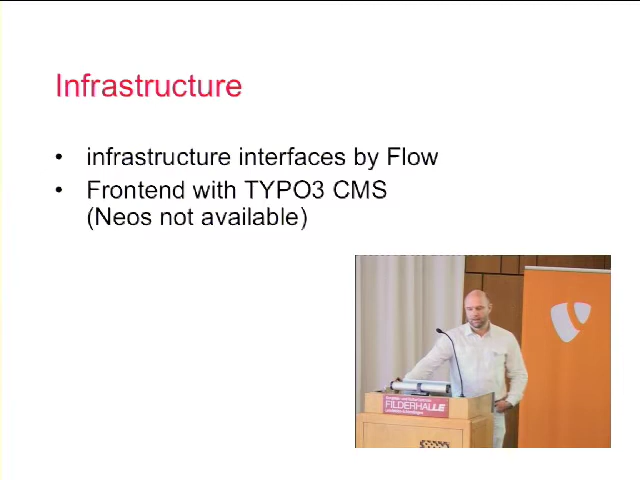 Infrastructure
• infrastructure interfaces by Flow
• Frontend with TYPO3 CMS
(Neos not available)
FILDERHALLE